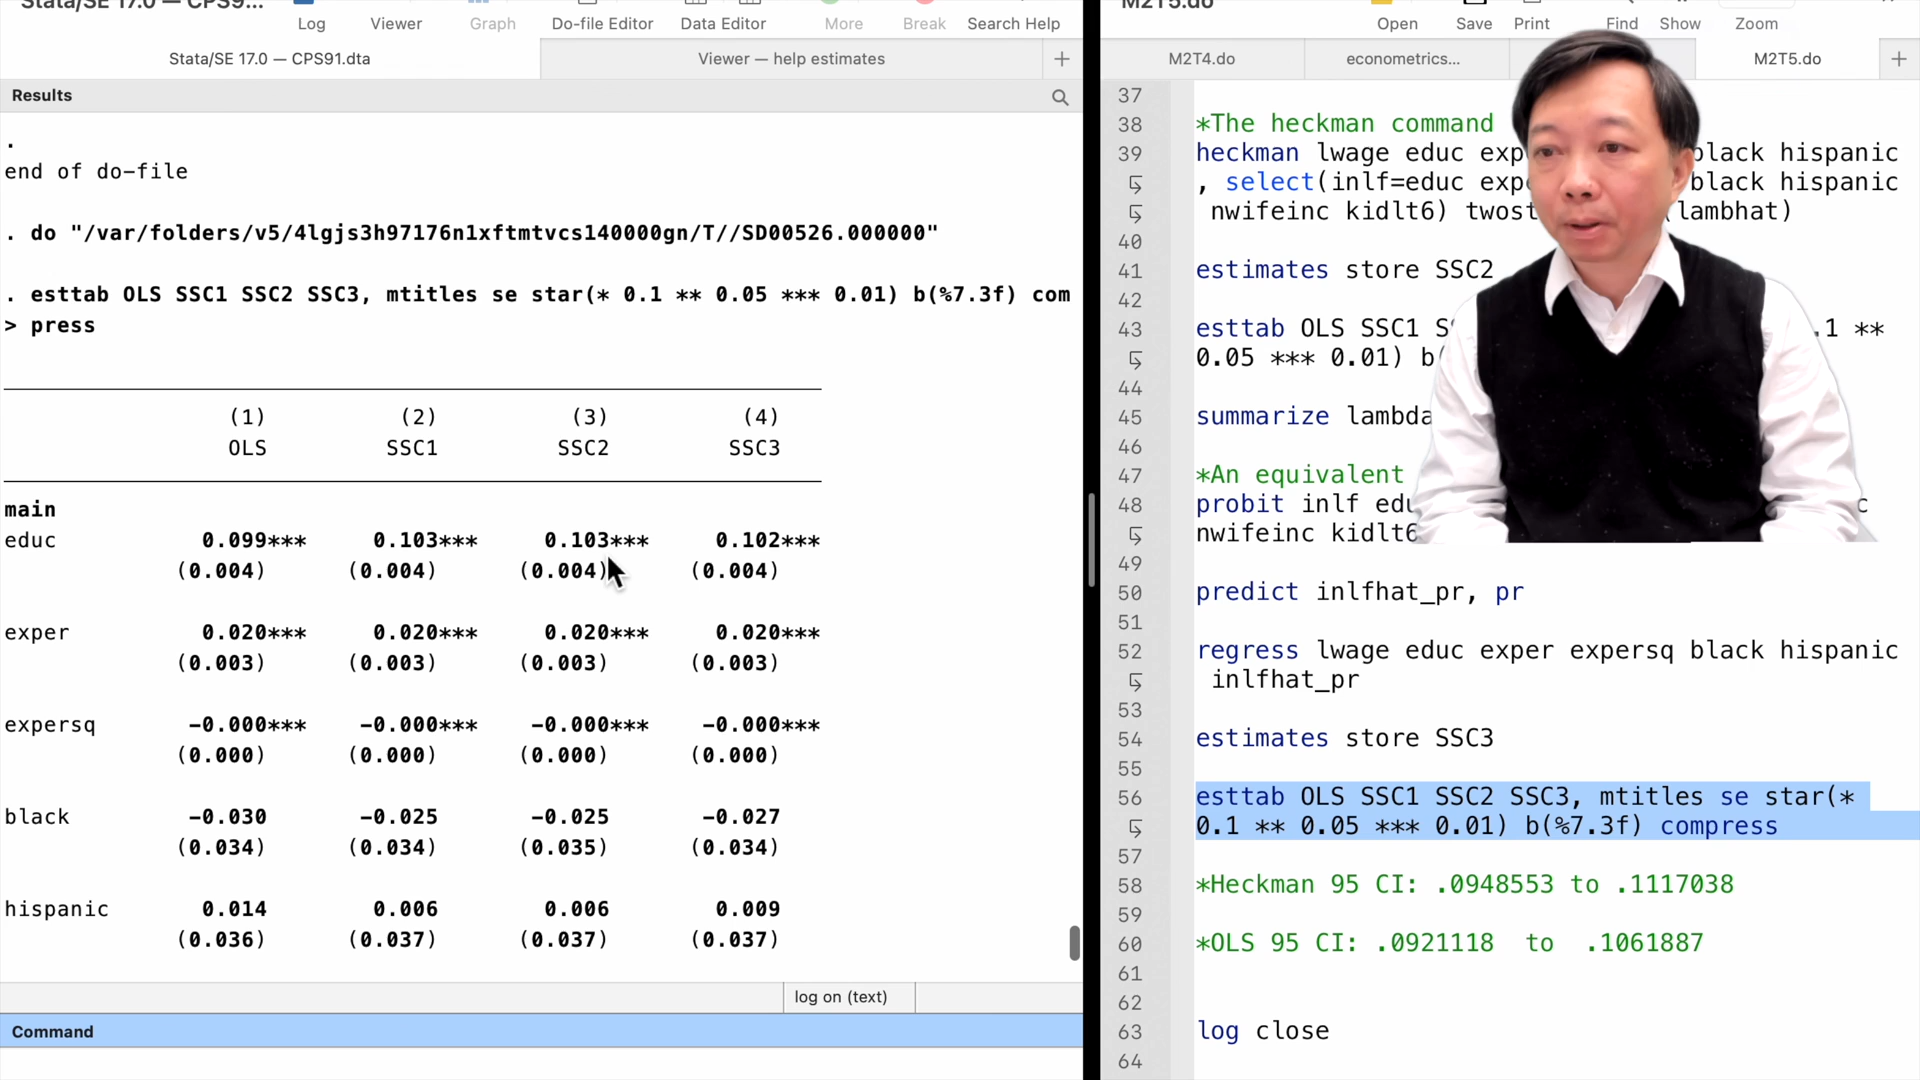 Stata/SE 17.0 — CPS9...
Log Viewer Graph Do-file Editor Data Editor More Break Search Help
Stata/SE 17.0 — CPS91.dta
Viewer — help estimates
Results
.
end of do-file
. do "/var/folders/v5/4lgjs3h97176n1xftmtvcs140000gn/T//SD00526.000000"
. esttab OLS SSC1 SSC2 SSC3, mtitles se star(* 0.1 ** 0.05 *** 0.01) b(%7.3f) com
> press
(1) (2) (3) (4)
OLS SSC1 SSC2 SSC3
main
educ 0.099*** 0.103*** 0.103*** 0.102***
(0.004) (0.004) (0.004) (0.004)
exper 0.020*** 0.020*** 0.020*** 0.020***
(0.003) (0.003) (0.003) (0.003)
expersq -0.000*** -0.000*** -0.000*** -0.000***
(0.000) (0.000) (0.000) (0.000)
black -0.030 -0.025 -0.025 -0.027
(0.034) (0.034) (0.035) (0.034)
hispanic 0.014 0.006 0.006 0.009
(0.036) (0.037) (0.037) (0.037)
log on (text)
Command
M2T5.do
Open Save Print Find Show Zoom
M2T4.do econometrics... M2T5.do
37
38 *The heckman command
39 heckman lwage educ exp black hispanic
, select(inlf=educ exp black hispanic
nwifeinc kidlt6) twost (lambhat)
40
41 estimates store SSC2
42
43 esttab OLS SSC1 S .1 **
0.05 *** 0.01) b(
44
45 summarize lambda
46
47 *An equivalent
48 probit inlf edu c
nwifeinc kidlt6
49
50 predict inlfhat_pr, pr
51
52 regress lwage educ exper expersq black hispanic
inlfhat_pr
53
54 estimates store SSC3
55
56 esttab OLS SSC1 SSC2 SSC3, mtitles se star(*
0.1 ** 0.05 *** 0.01) b(%7.3f) compress
57
58 *Heckman 95 CI: .0948553 to .1117038
59
60 *OLS 95 CI: .0921118 to .1061887
61
62
63 log close
64